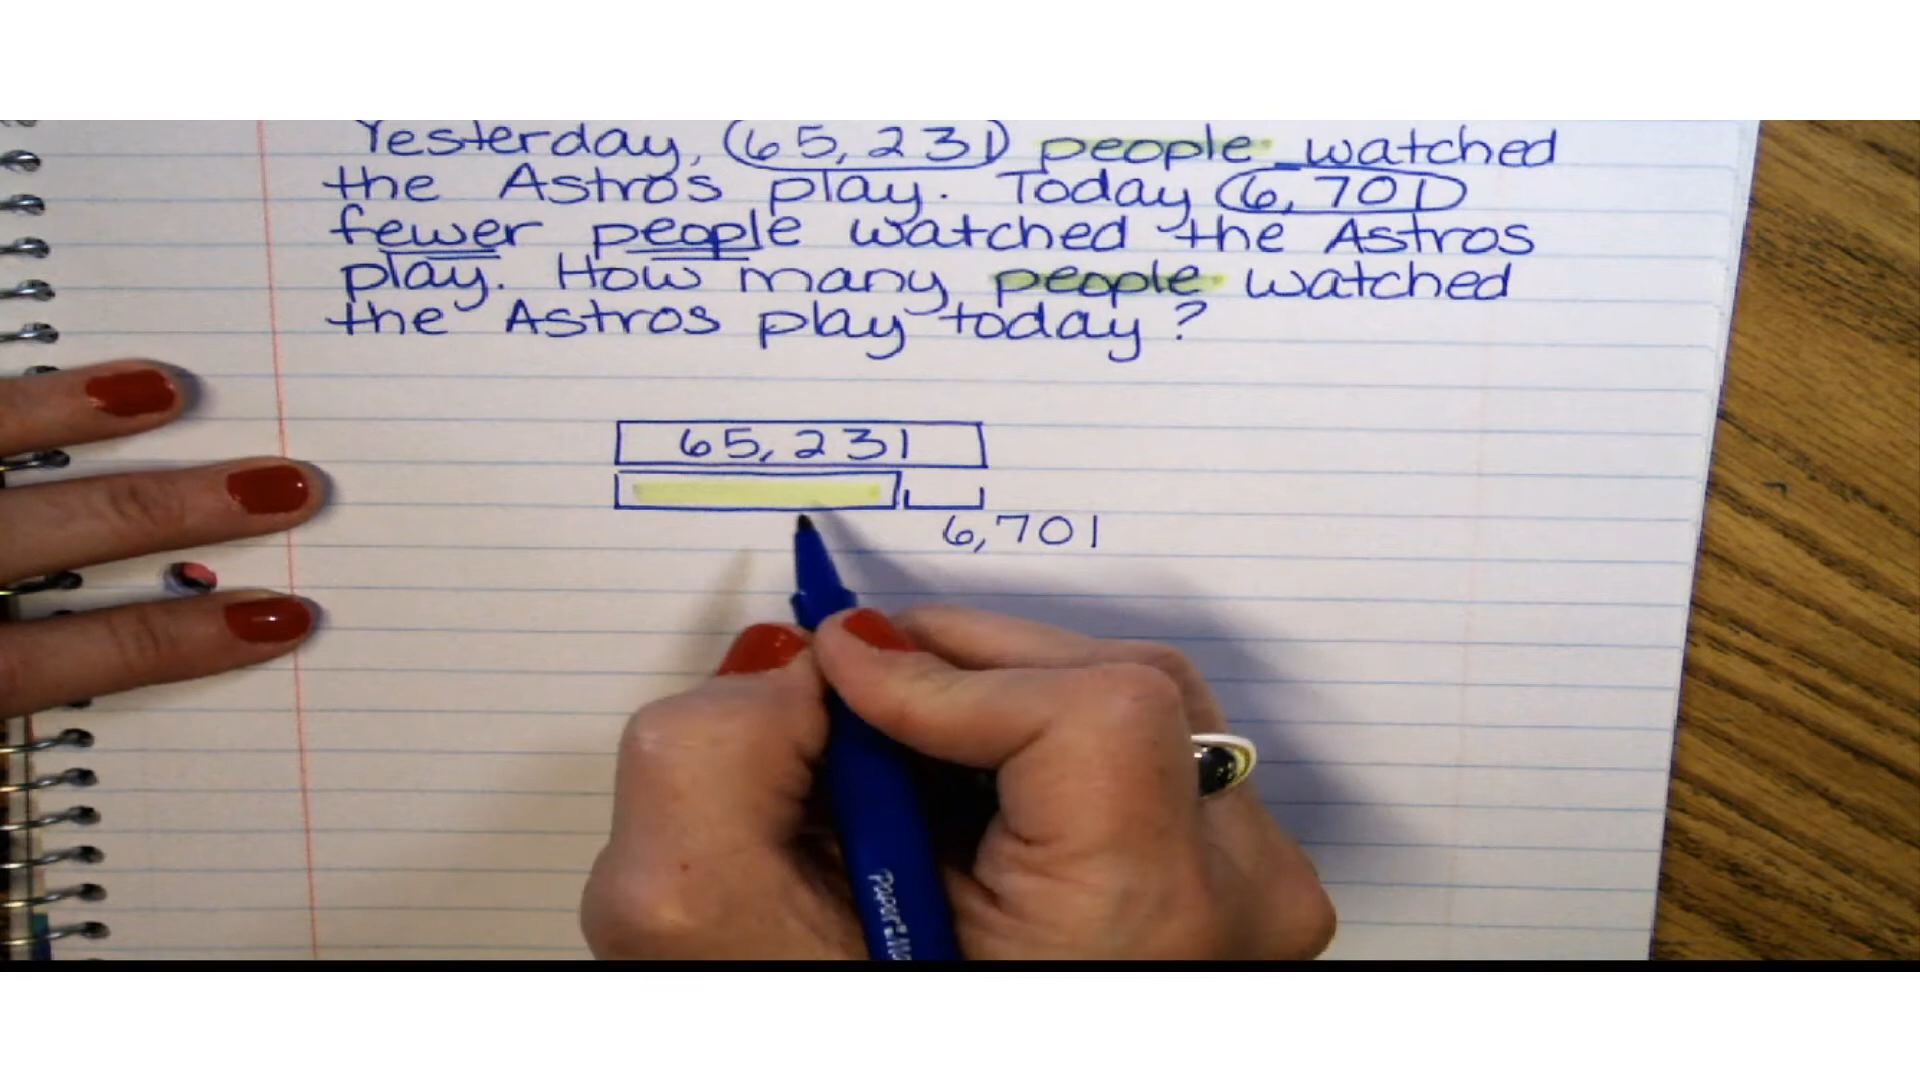 Yesterday, 65,231 people watched
the Astros play. Today 6,701
fewer people watched the Astros
play. How many people watched
the Astros play today?
65,231
6,701